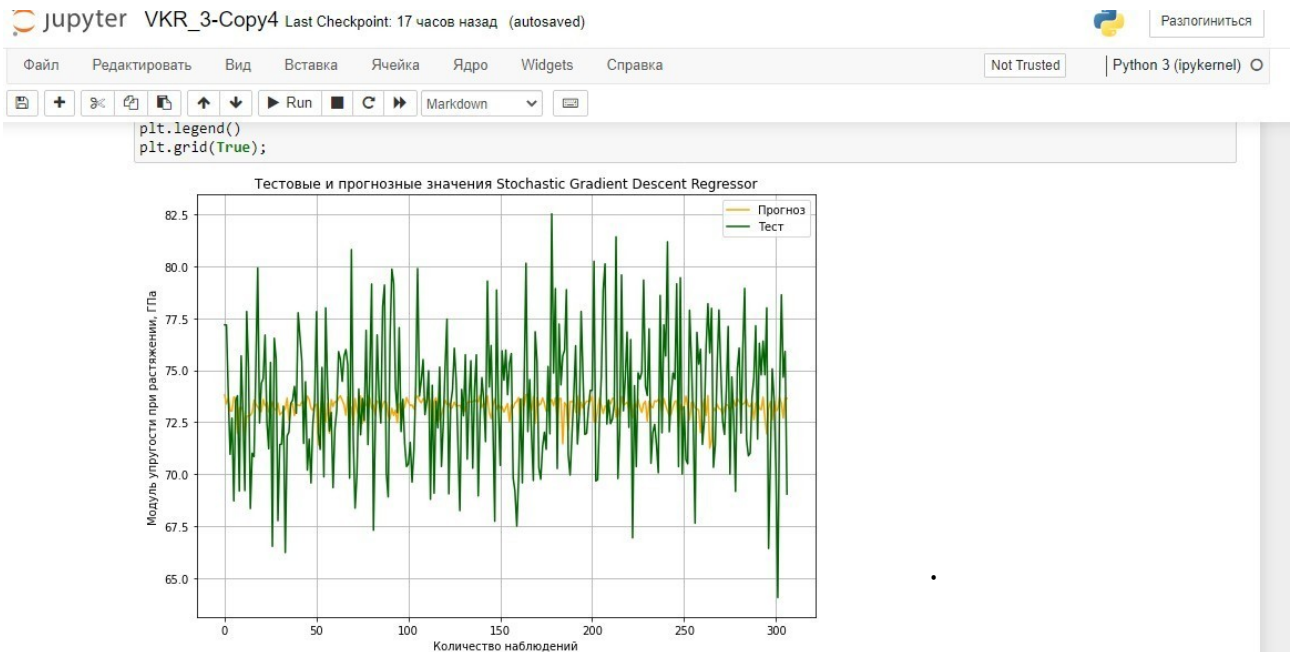 jupyter VKR_3-Copy4 Last Checkpoint: 17 часов назад (autosaved)
Разлогиниться
Файл Редактировать Вид Вставка Ячейка Ядро Widgets Справка
Not Trusted
Python 3 (ipykernel)
Run
Markdown
plt.legend()
plt.grid(True);
Тестовые и прогнозные значения Stochastic Gradient Descent Regressor
Прогноз
Тест
82.5
80.0
77.5
75.0
72.5
70.0
67.5
65.0
Модуль упругости при растяжении, ГПа
0 50 100 150 200 250 300
Количество наблюдений